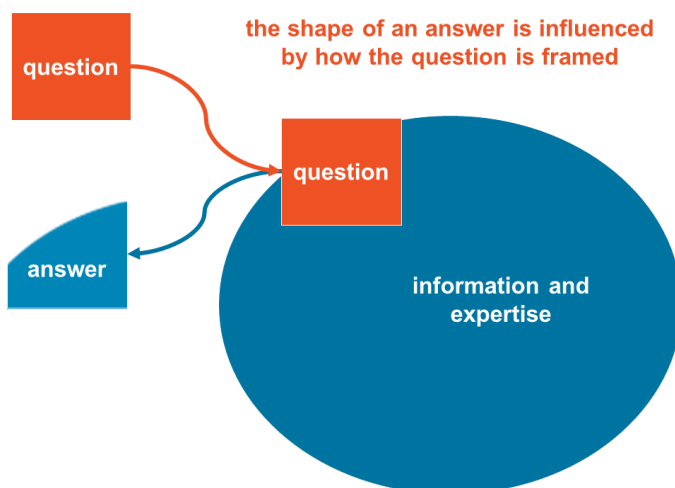 the shape of an answer is influenced
by how the question is framed
question
question
answer
information and
expertise